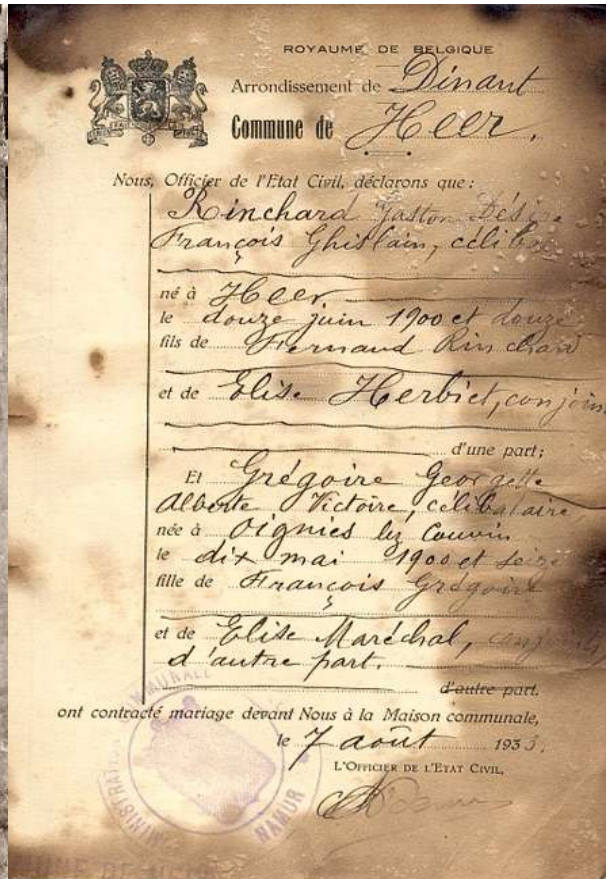 ROYAUME DE BELGIQUE
Arrondissement de Dinant
Commune de Heer.
Nous, Officier de l'Etat Civil, déclarons que :
Rinchard Gaston Désiré
François Ghislain,
né à Heer
le douze juin 1900 et douze
fils de Fernand Rinchard
et de Elise Herbiet, conjoin
d'une part;
Et Grégoire Georgette
Alberte Victoire, célibataire,
née à Oignies lez Couvin
le dix mai 1900 et seize
fille de François Grégoire
et de Elise Maréchal,
d'autre part.
d'autre part.
ont contracté mariage devant Nous à la Maison communale,
le 7 août 1933.
L'OFFICIER DE L'ETAT CIVIL,
NAMUR